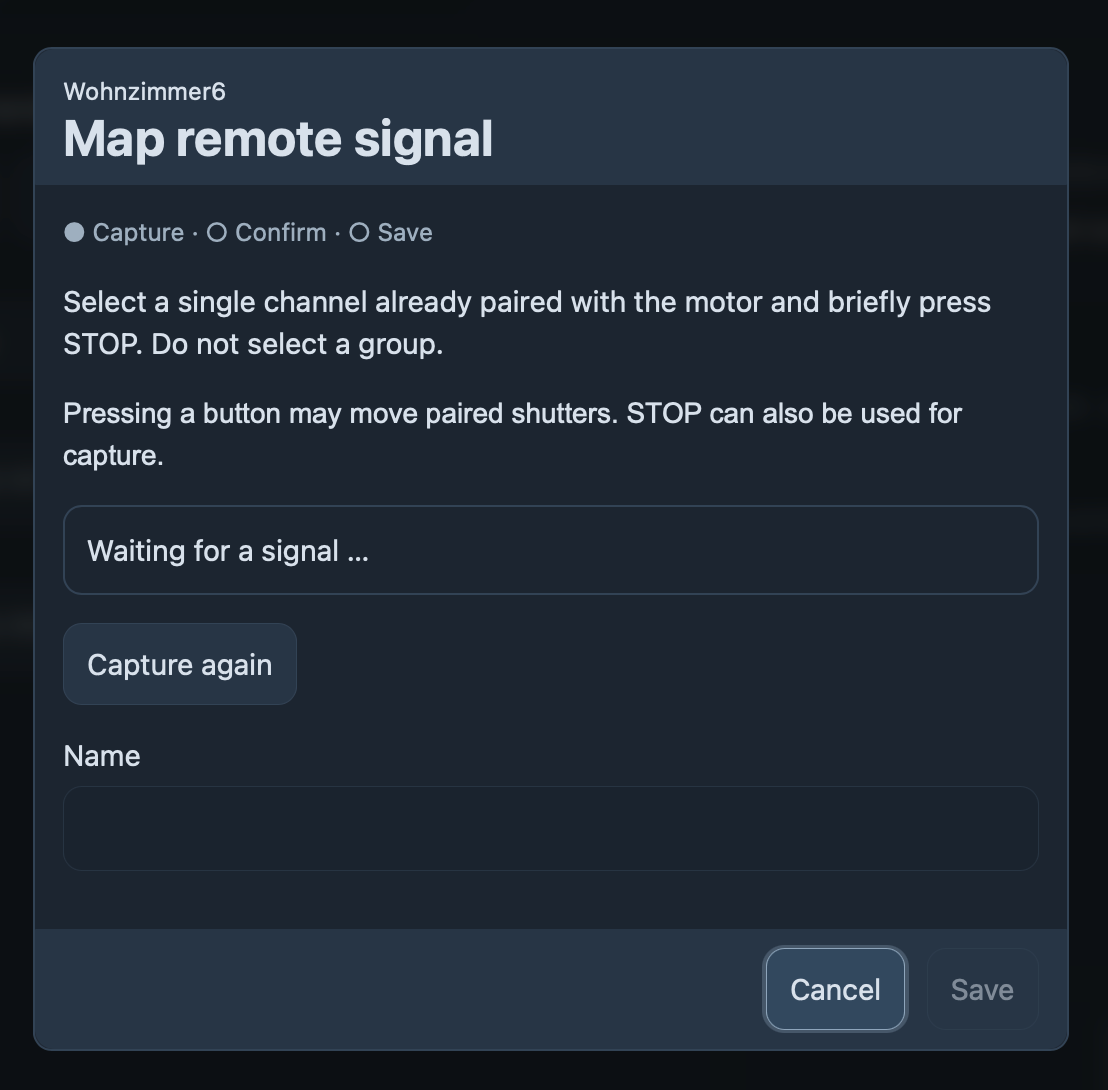 Wohnzimmer6
Map remote signal
Capture · Confirm · Save
Select a single channel already paired with the motor and briefly press
STOP. Do not select a group.
Pressing a button may move paired shutters. STOP can also be used for
capture.
Waiting for a signal ...
Capture again
Name
Cancel
Save